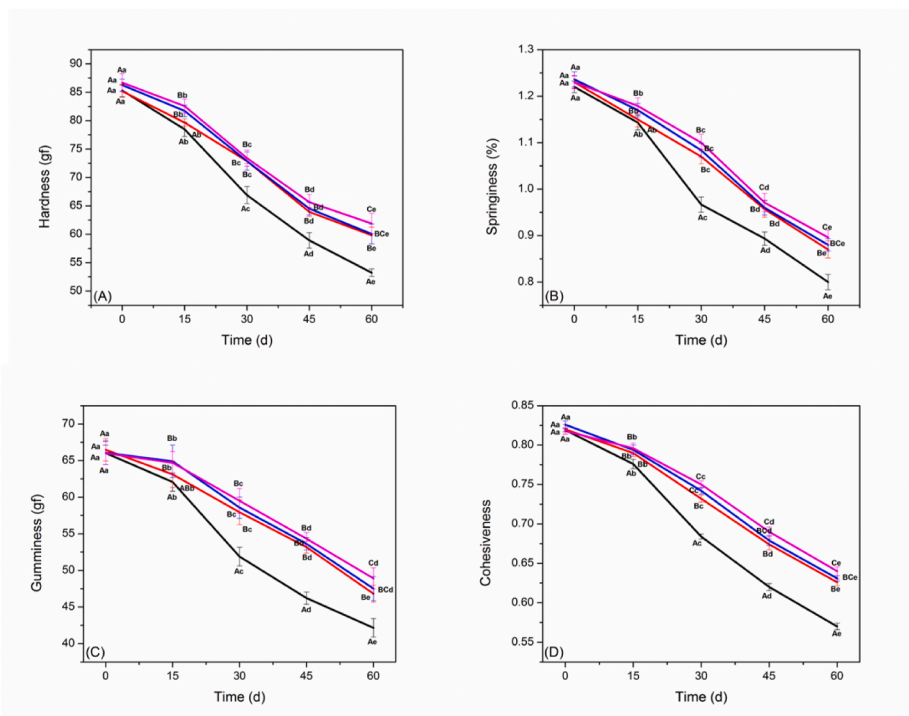 90
85
80
75
70
65
60
55
50
Hardness (gf)
Aa
Aa
Aa
Aa
Bb
Bb
Ab
Ab
Bc
Bc
Bc
Ac
Bd
Bd
Bd
Ad
Ce
BCe
Be
Ae
(A)
0 15 30 45 60
Time (d)
1.3
1.2
1.1
1.0
0.9
0.8
Springiness (%)
Aa
Aa
Aa
Aa
Bb
Bb
Ab
Ab
Bc
Bc
Bc
Ac
Cd
Bd
Bd
Ad
Ce
BCe
Be
Ae
(B)
0 15 30 45 60
Time (d)
70
65
60
55
50
45
40
Gumminess (gf)
Aa
Aa
Aa
Aa
Bb
Bb
ABb
Ab
Bc
Bc
Bc
Ac
Bd
Bd
Bd
Ad
Cd
BCd
Be
Ae
(C)
0 15 30 45 60
Time (d)
0.85
0.80
0.75
0.70
0.65
0.60
0.55
Cohesiveness
Aa
Aa
Aa
Aa
Bb
Bb
Bb
Ab
Cc
Cc
Bc
Ac
Cd
BCd
Bd
Ad
Ce
BCe
Be
Ae
(D)
0 15 30 45 60
Time (d)